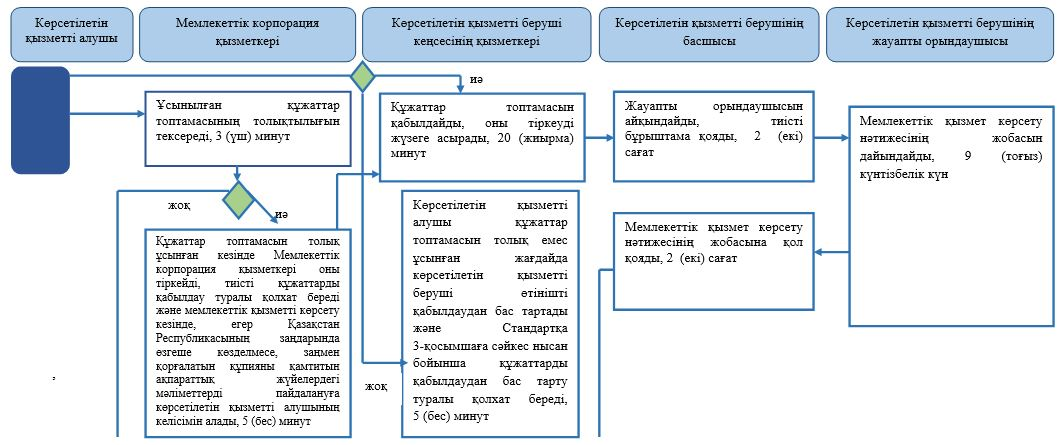 Көрсетілетін
қызметті алушы
Мемлекеттік корпорация
қызметкері
Көрсетілетін қызметті беруші
кеңсесінің қызметкері
Көрсетілетін қызметті берушінің
басшысы
Көрсетілетін қызметті берушінің
жауапты орындаушысы
иә
Ұсынылған құжаттар
топтамасының толықтылығын
тексереді, 3 (үш) минут
Құжаттар топтамасын
қабылдайды, оны тіркеуді
жүзеге асырады, 20 (жиырма)
минут
Жауапты орындаушысын
айқындайды, тиісті
бұрыштама қояды, 2 (екі)
сағат
Мемлекеттік қызмет көрсету
нәтижесінің жобасын
дайындайды, 9 (тоғыз)
күнтізбелік күн
жоқ
иә
Құжаттар топтамасын толық
ұсынған кезінде Мемлекеттік
корпорация қызметкері оны
тіркейді, тиісті құжаттарды
қабылдау туралы қолхат береді
және мемлекеттік қызметті көрсету
кезінде, егер Қазақстан
Республикасының заңдарында
өзгеше көзделмесе, заңмен
қорғалатын құпияны қамтитын
ақпараттық жүйелердегі
мәліметтерді пайдалануға
көрсетілетін қызметті алушының
келісімін алады, 5 (бес) минут
Көрсетілетін қызметті
алушы құжаттар
топтамасын толық емес
ұсынған жағдайда
көрсетілетін қызметті
беруші өтінішті
қабылдаудан бас тартады
және Стандартқа
3-қосымшаға сәйкес нысан
бойынша құжаттарды
қабылдаудан бас тарту
туралы қолхат береді,
5 (бес) минут
Мемлекеттік қызмет көрсету
нәтижесінің жобасына қол
қояды, 2 (екі) сағат
,
жоқ